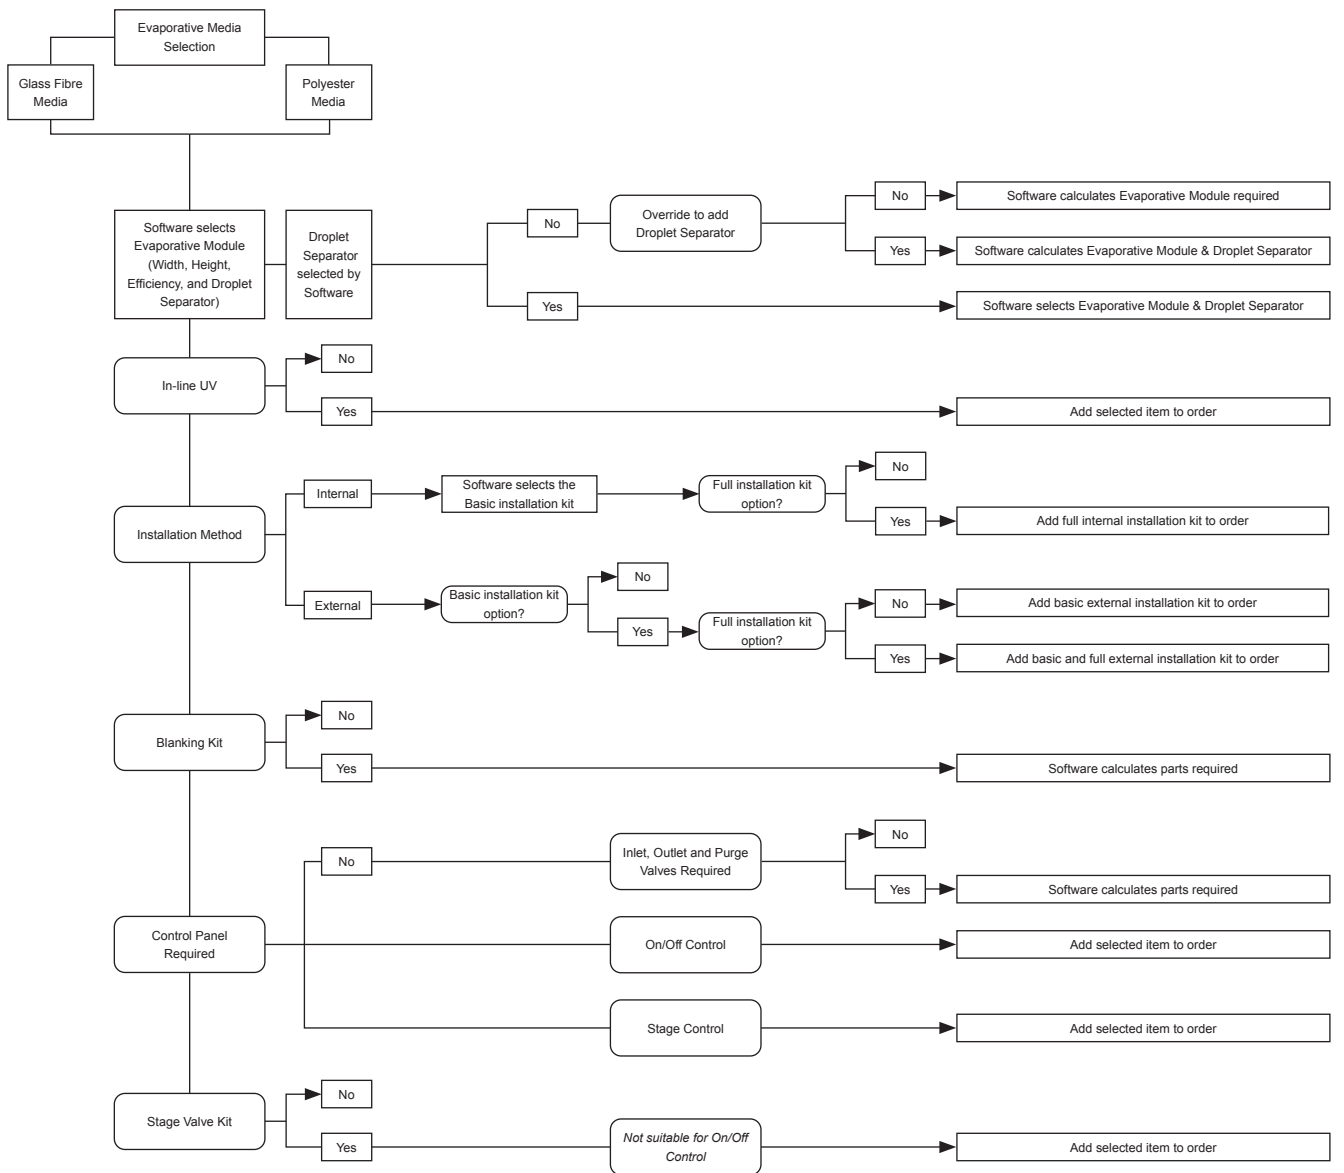 Evaporative Media
Selection
Glass Fibre
Media
Polyester
Media
Software selects
Evaporative Module
(Width, Height,
Efficiency, and Droplet
Separator)
Droplet
Separator
selected by
Software
No
Override to add
Droplet Separator
No
Software calculates Evaporative Module required
Yes
Software calculates Evaporative Module & Droplet Separator
Yes
Software selects Evaporative Module & Droplet Separator
In-line UV
No
Yes
Add selected item to order
Installation Method
Internal
Software selects the
Basic installation kit
Full installation kit
option?
No
Yes
Add full internal installation kit to order
External
Basic installation kit
option?
No
Yes
Full installation kit
option?
No
Add basic external installation kit to order
Yes
Add basic and full external installation kit to order
Blanking Kit
No
Yes
Software calculates parts required
Control Panel
Required
No
Inlet, Outlet and Purge
Valves Required
No
Yes
Software calculates parts required
On/Off Control
Add selected item to order
Stage Control
Add selected item to order
Stage Valve Kit
No
Yes
Not suitable for On/Off
Control
Add selected item to order